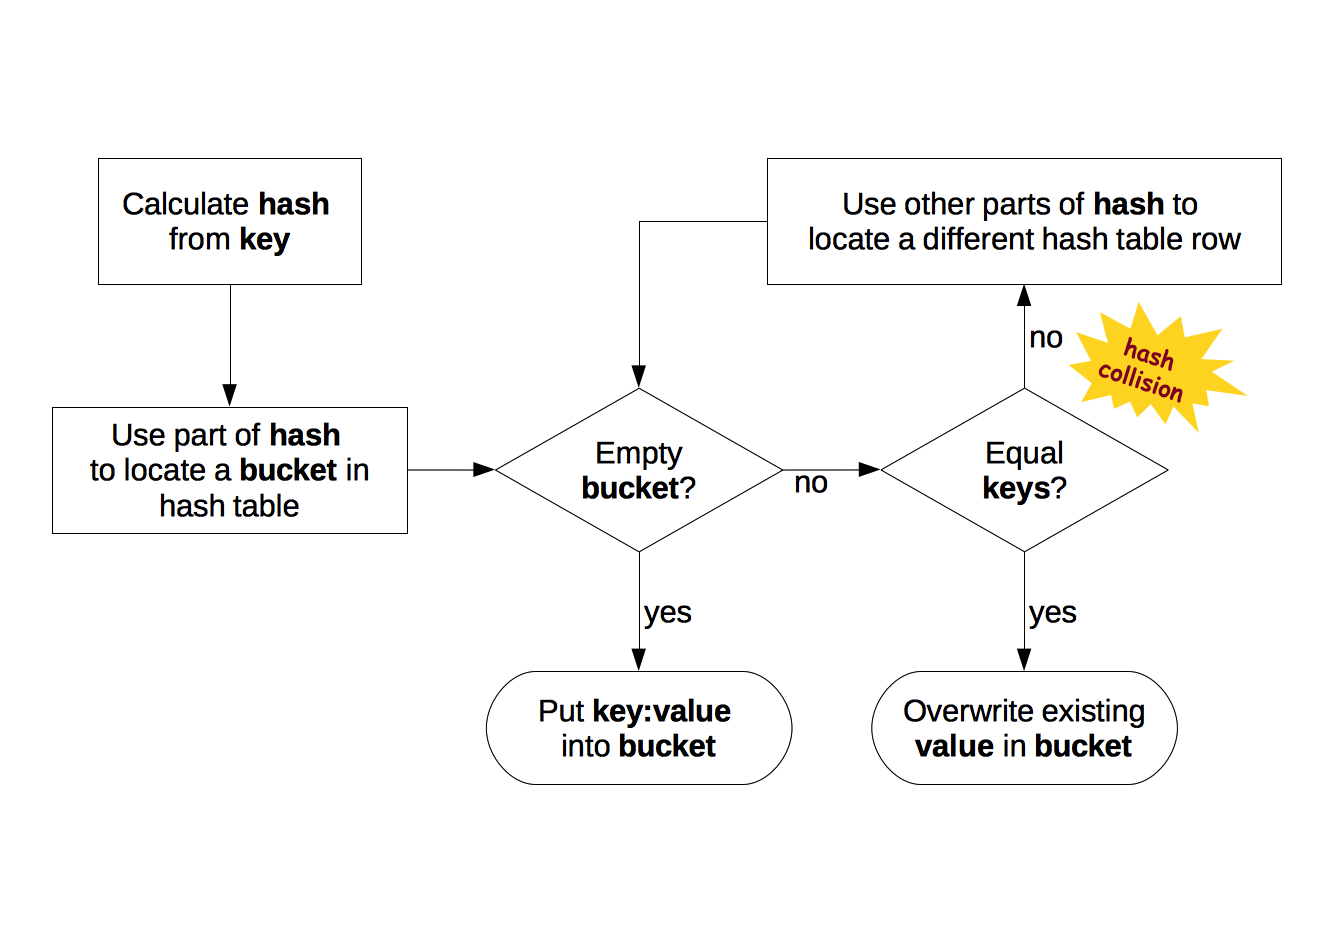 Calculate hash
from key
Use part of hash
to locate a bucket in
hash table
Empty
bucket?
no
yes
Put key:value
into bucket
Equal
keys?
no
hash
collision
Use other parts of hash to
locate a different hash table row
yes
Overwrite existing
value in bucket